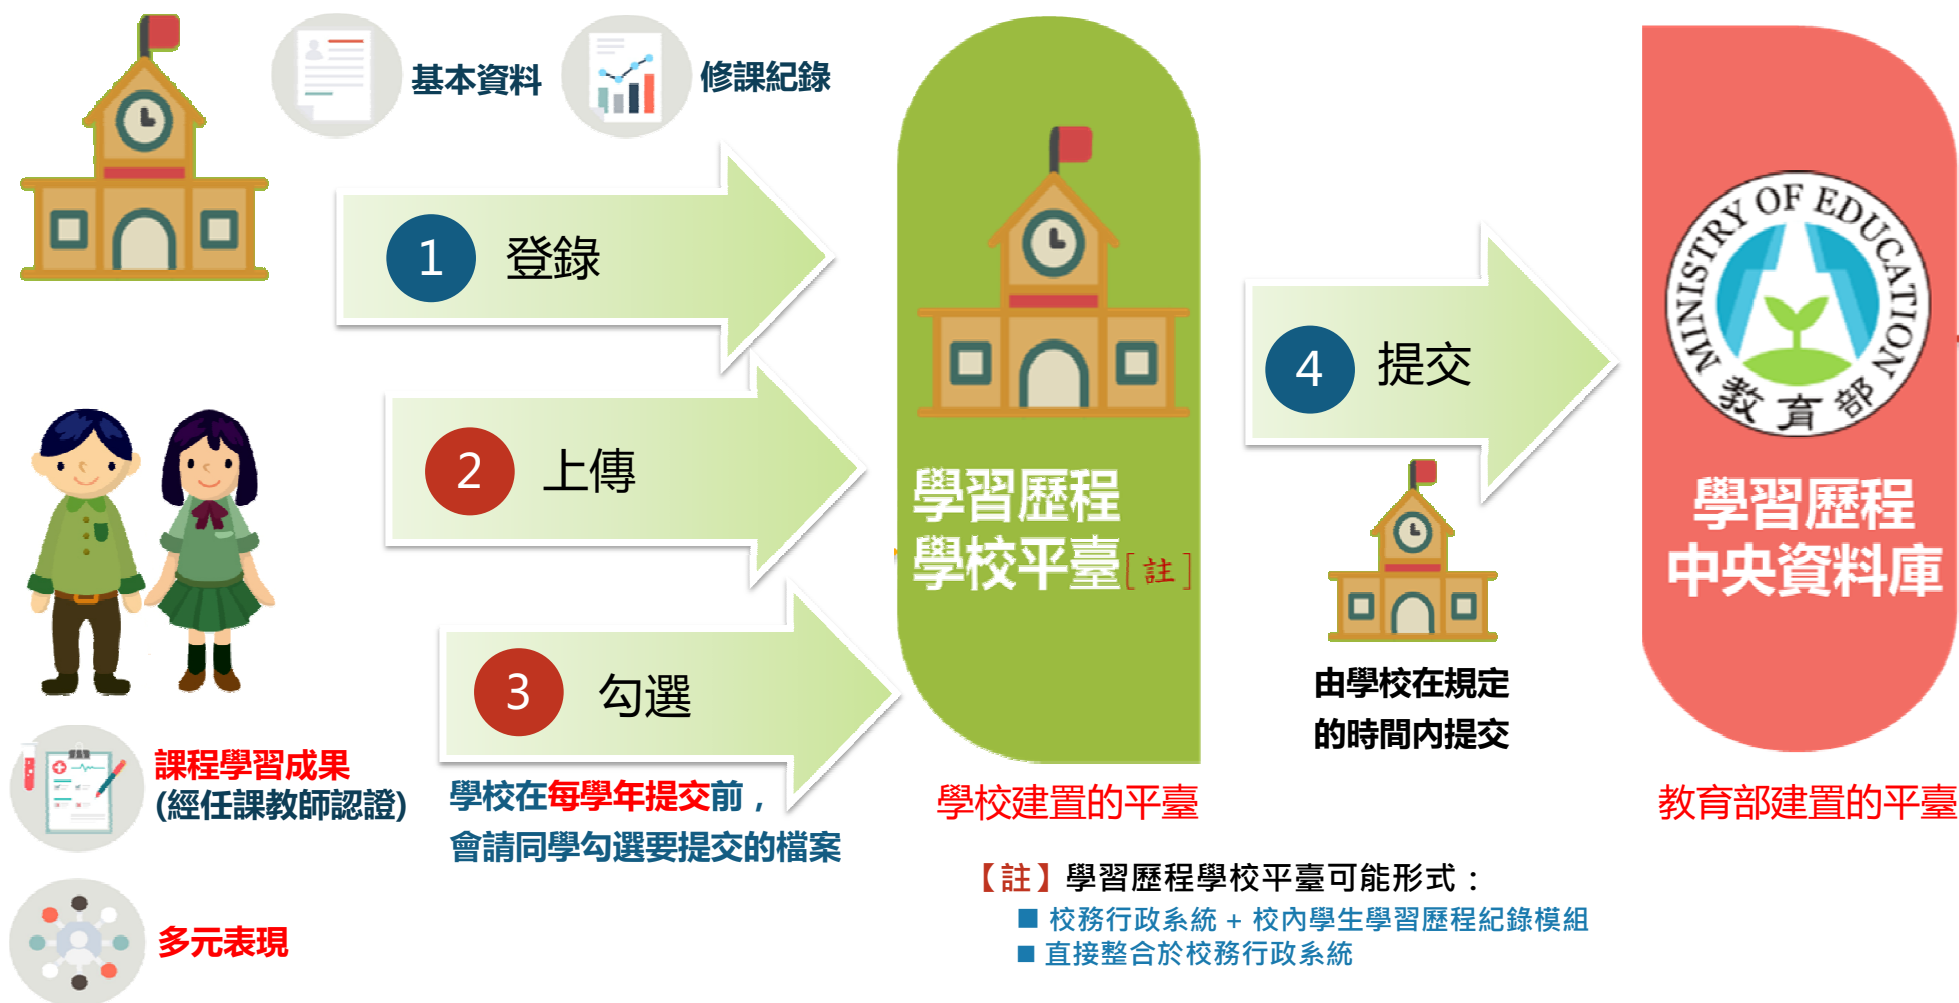 基本資料
修課紀錄
1 登錄
2 上傳
3 勾選
學校在每學年提交前，
會請同學勾選要提交的檔案
課程學習成果
(經任課教師認證)
多元表現
學習歷程
學校平臺[註]
學校建置的平臺
4 提交
由學校在規定
的時間內提交
MINISTRY OF EDUCATION
教育部
學習歷程
中央資料庫
教育部建置的平臺
【註】學習歷程學校平臺可能形式：
■ 校務行政系統 + 校內學生學習歷程紀錄模組
■ 直接整合於校務行政系統